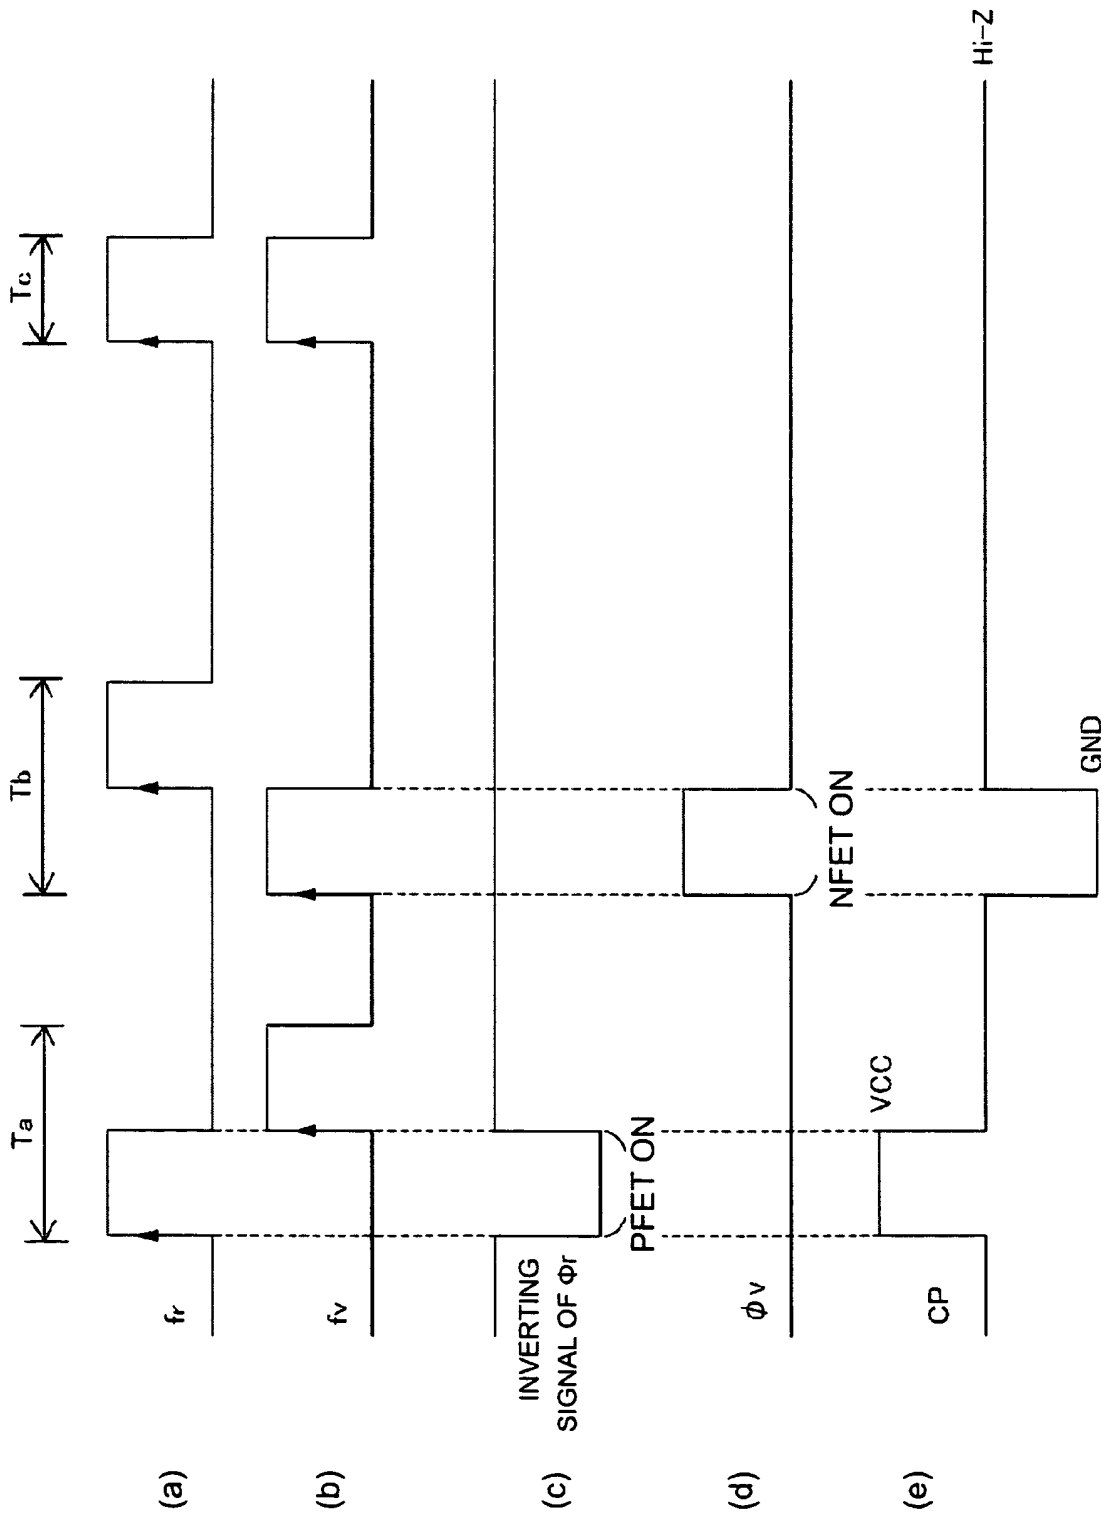 Ta
Tb
Tc
(a)
fr
(b)
fv
(c)
INVERTING
SIGNAL OF Φr
PFET ON
(d)
ϕv
NFET ON
(e)
CP
VCC
GND
Hi-Z